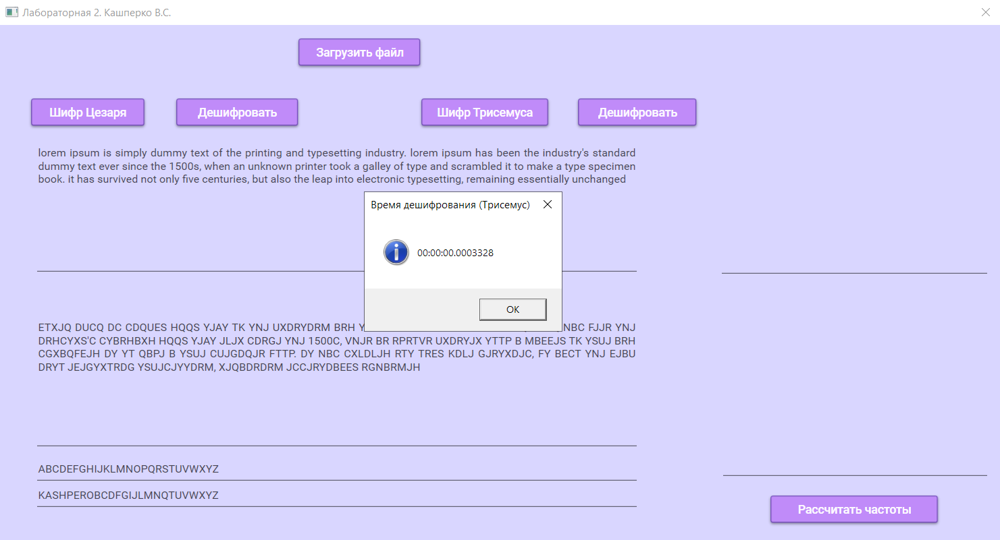 Лабораторная 2. Кашперко В.С.
Загрузить файл
Шифр Цезаря
Дешифровать
Шифр Трисемуса
Дешифровать
lorem ipsum is simply dummy text of the printing and typesetting industry. lorem ipsum has been the industry's standard
dummy text ever since the 1500s, when an unknown printer took a galley of type and scrambled it to make a type specimen
book. it has survived not only five centuries, but also the leap into electronic typesetting, remaining essentially unchanged
Время дешифрования (Трисемус)
00:00:00.0003328
OK
ETXJQ DUCQ DC CDQUES HQQS YJAY TK YNJ UXDRYDRM BRH NBC FJJR YNJ
DRHCYXS'C CYBRHBXH HQQS YJAY JLJX CDRGJ YNJ 1500C, VNJR BR RPRTVR UXDRYJX YTTP B MBEEJS TK YSUJ BRH
CGXBQFEJH DY YT QBPJ B YSUJ CUJGDQJR FTTP. DY NBC CXLDLJH RTY TRES KDLJ GJRYXDJC, FY BECT YNJ EJBU
DRYT JEJGYXTRDG YSUJCJYYDRM, XJQBDRDRM JCCJRYDBEES RGNBRMJH
ABCDEFGHIJKLMNOPQRSTUVWXYZ
KASHPEROBCDFGIJLMNQTUVWXYZ
Рассчитать частоты